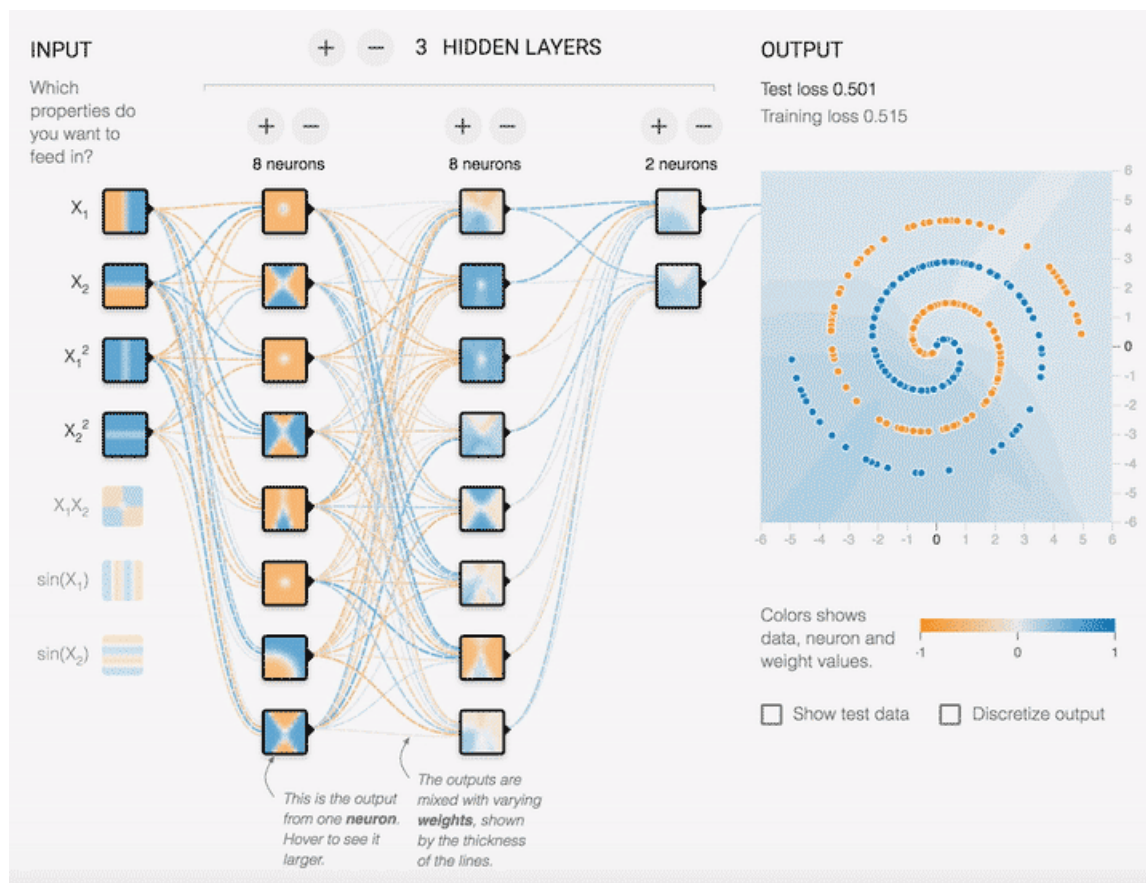 INPUT
Which
properties do
you want to
feed in?
X₁
X₂
X₁²
X₂²
X₁X₂
sin(X₁)
sin(X₂)
+ − 3 HIDDEN LAYERS
+ −
8 neurons
+ −
8 neurons
+ −
2 neurons
This is the output
from one neuron.
Hover to see it
larger.
The outputs are
mixed with varying
weights, shown
by the thickness
of the lines.
OUTPUT
Test loss 0.501
Training loss 0.515
6
5
4
3
2
1
0
-1
-2
-3
-4
-5
-6
-6 -5 -4 -3 -2 -1 0 1 2 3 4 5 6
Colors shows
data, neuron and
weight values.
-1 0 1
Show test data
Discretize output